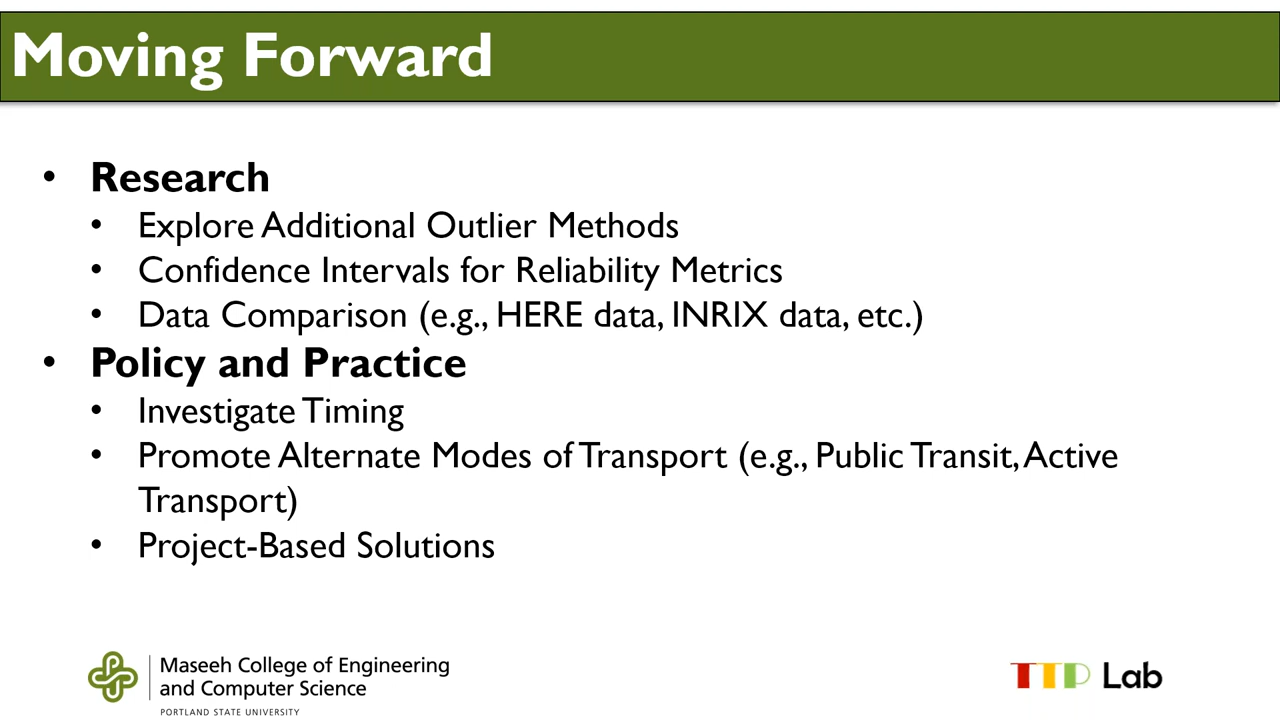 Moving Forward
• Research
• Explore Additional Outlier Methods
• Confidence Intervals for Reliability Metrics
• Data Comparison (e.g., HERE data, INRIX data, etc.)
• Policy and Practice
• Investigate Timing
• Promote Alternate Modes of Transport (e.g., Public Transit, Active
Transport)
• Project-Based Solutions
Maseeh College of Engineering
and Computer Science
PORTLAND STATE UNIVERSITY
TTP Lab